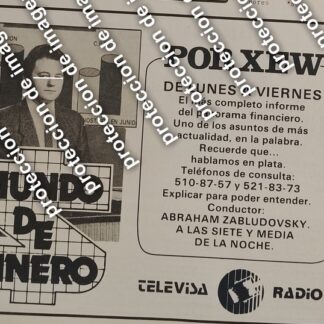 POR XEW
DE LUNES A VIERNES
El más completo informe
del panorama financiero.
Uno de los asuntos de más
actualidad, en la palabra.
Recuerde que...
hablamos en plata.
Teléfonos de consulta:
510-87-57 y 521-83-73
Explicar para poder entender.
Conductor:
ABRAHAM ZABLUDOVSKY.
A LAS SIETE Y MEDIA
DE LA NOCHE.
MUNDO
DE
DINERO
TELEVISA
RADIO
protección de imagen
protección de imagen
protección de imagen
protección de imagen